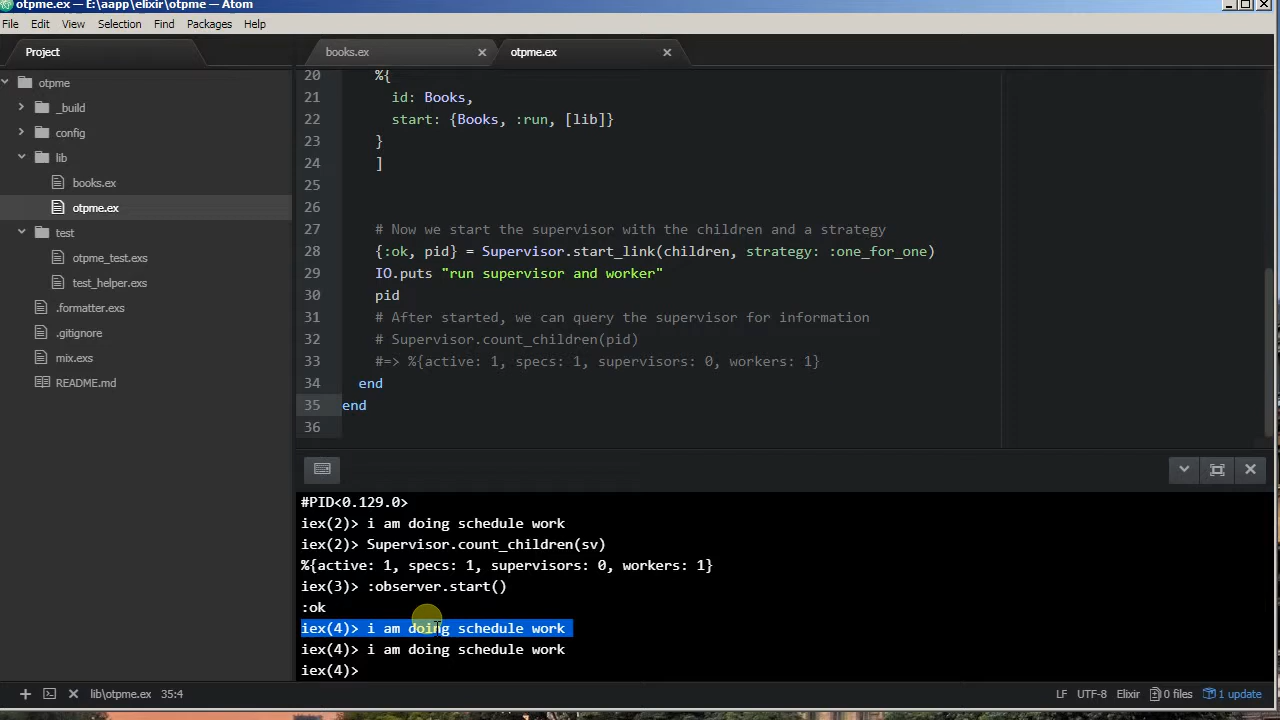 otpme.ex — E:\aapp\elixir\otpme — Atom
File Edit View Selection Find Packages Help
Project
books.ex
otpme.ex
otpme
_build
config
lib
books.ex
otpme.ex
test
otpme_test.exs
test_helper.exs
.formatter.exs
.gitignore
mix.exs
README.md
20 %{
21 id: Books,
22 start: {Books, :run, [lib]}
23 }
24 ]
25
26
27 # Now we start the supervisor with the children and a strategy
28 {:ok, pid} = Supervisor.start_link(children, strategy: :one_for_one)
29 IO.puts "run supervisor and worker"
30 pid
31 # After started, we can query the supervisor for information
32 # Supervisor.count_children(pid)
33 #=> %{active: 1, specs: 1, supervisors: 0, workers: 1}
34 end
35 end
36
#PID<0.129.0>
iex(2)> i am doing schedule work
iex(2)> Supervisor.count_children(sv)
%{active: 1, specs: 1, supervisors: 0, workers: 1}
iex(3)> :observer.start()
:ok
iex(4)> i am doing schedule work
iex(4)> i am doing schedule work
iex(4)>
lib\otpme.ex 35:4
LF UTF-8 Elixir 0 files 1 update